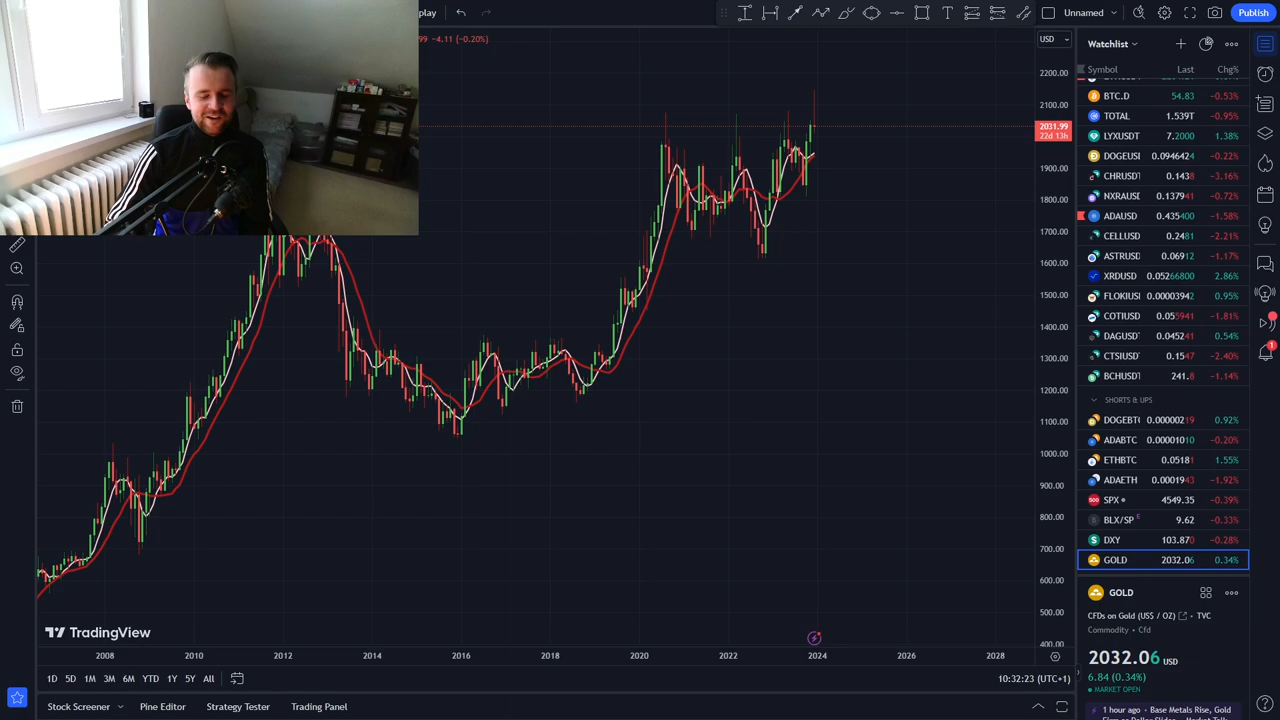 play
Unnamed
Publish
99 −4.11 (−0.20%)
USD
Watchlist
Symbol Last Chg%
BTC.D 54.83 −0.53%
TOTAL 1.539T −0.95%
LYXUSDT 7.2000 1.38%
DOGEUSI 0.094642 −0.22%
CHRUSDT 0.1438 −3.16%
NXRAUSD 0.137941 −0.72%
ADAUSD 0.435400 −1.58%
CELLUSD 0.2481 −2.21%
ASTRUSD 0.06912 −1.17%
XRDUSD 0.05266800 2.86%
FLOKIUSI 0.00003942 0.95%
COTIUSD 0.055941 −1.81%
DAGUSDT 0.045241 0.54%
CTSIUSDT 0.1547 −2.40%
BCHUSDT 241.8 −1.14%
SHORTS & UPS
DOGEBTC 0.00000219 0.92%
ADABTC 0.00001010 −0.20%
ETHBTC 0.05181 1.55%
ADAETH 0.0001943 −1.92%
SPX 4549.35 −0.39%
BLX/SP E 9.62 −0.33%
DXY 103.870 −0.28%
GOLD 2032.06 0.34%
2200.00
2100.00
2031.99
22d 13h
1900.00
1800.00
1700.00
1600.00
1500.00
1400.00
1300.00
1200.00
1100.00
1000.00
900.00
800.00
700.00
600.00
500.00
400.00
TradingView
2008 2010 2012 2014 2016 2018 2020 2022 2024 2026 2028
1D 5D 1M 3M 6M YTD 1Y 5Y All
10:32:23 (UTC+1)
Stock Screener Pine Editor Strategy Tester Trading Panel
1
GOLD
CFDs on Gold (US$ / OZ) • TVC
Commodity • Cfd
2032.06 USD
6.84 (0.34%)
MARKET OPEN
1 hour ago • Base Metals Rise, Gold